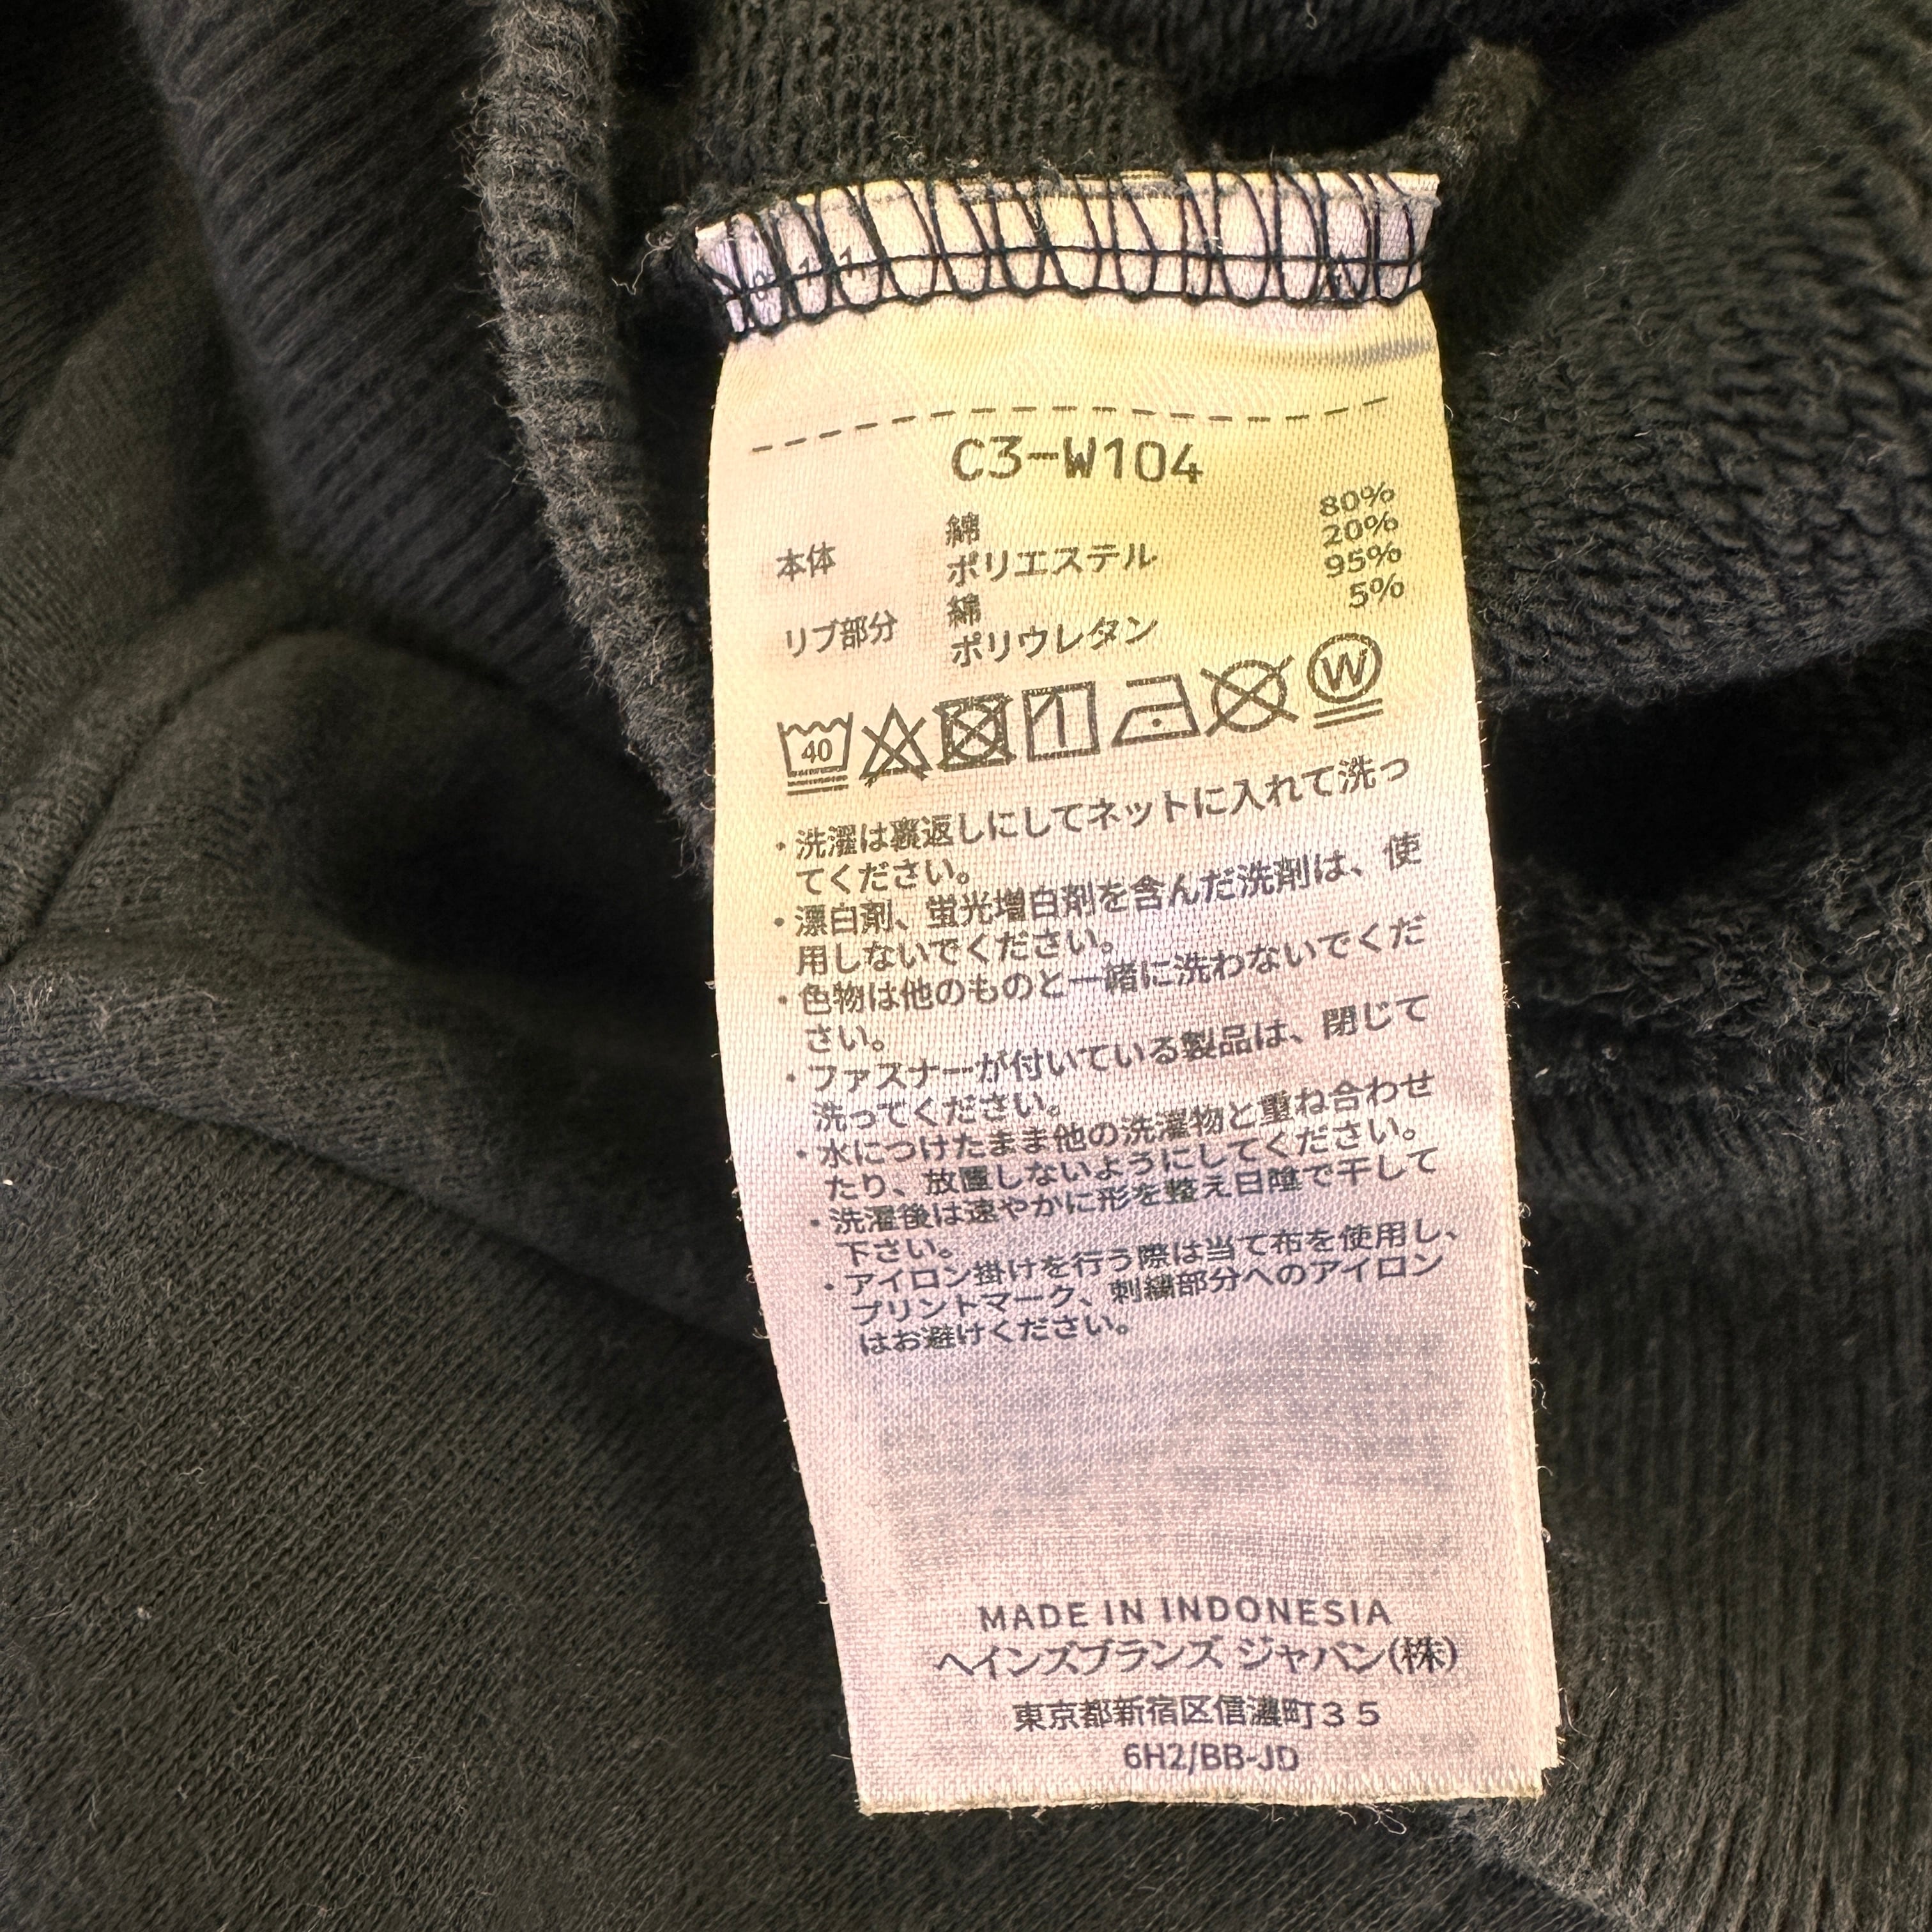 C3-W104
本体 綿 80%
ポリエステル 20%
リブ部分 綿 95%
ポリウレタン 5%
40
W
・洗濯は裏返しにしてネットに入れて洗っ
てください。
・漂白剤、蛍光増白剤を含んだ洗剤は、使
用しないでください。
・色物は他のものと一緒に洗わないでくだ
さい。
・ファスナーが付いている製品は、閉じて
洗ってください。
・水につけたまま他の洗濯物と重ね合わせ
たり、放置しないようにしてください。
・洗濯後は速やかに形を整え日陰で干して
下さい。
・アイロン掛けを行う際は当て布を使用し、
プリントマーク、刺繍部分へのアイロン
はお避けください。
MADE IN INDONESIA
ヘインズブランズ ジャパン(株)
東京都新宿区信濃町35
6H2/BB-JD